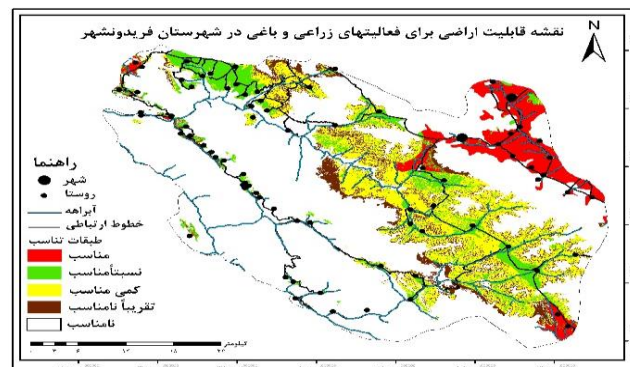 نقشه قابلیت اراضی برای فعالیتهای زراعی و باغی در شهرستان فریدونشهر
N
راهنما
شهر
روستا
آبراهه
خطوط ارتباطی
طبقات تناسب
مناسب
نسبتاًمناسب
کمی مناسب
تقریباً نامناسب
نامناسب
کیلومتر